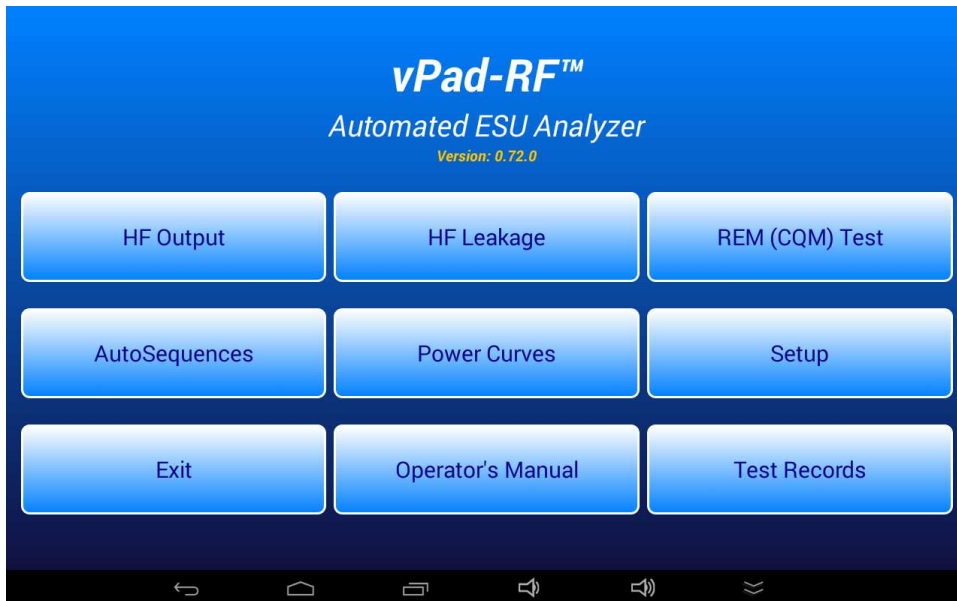 vPad-RF™
Automated ESU Analyzer
Version: 0.72.0
HF Output
HF Leakage
REM (CQM) Test
AutoSequences
Power Curves
Setup
Exit
Operator's Manual
Test Records